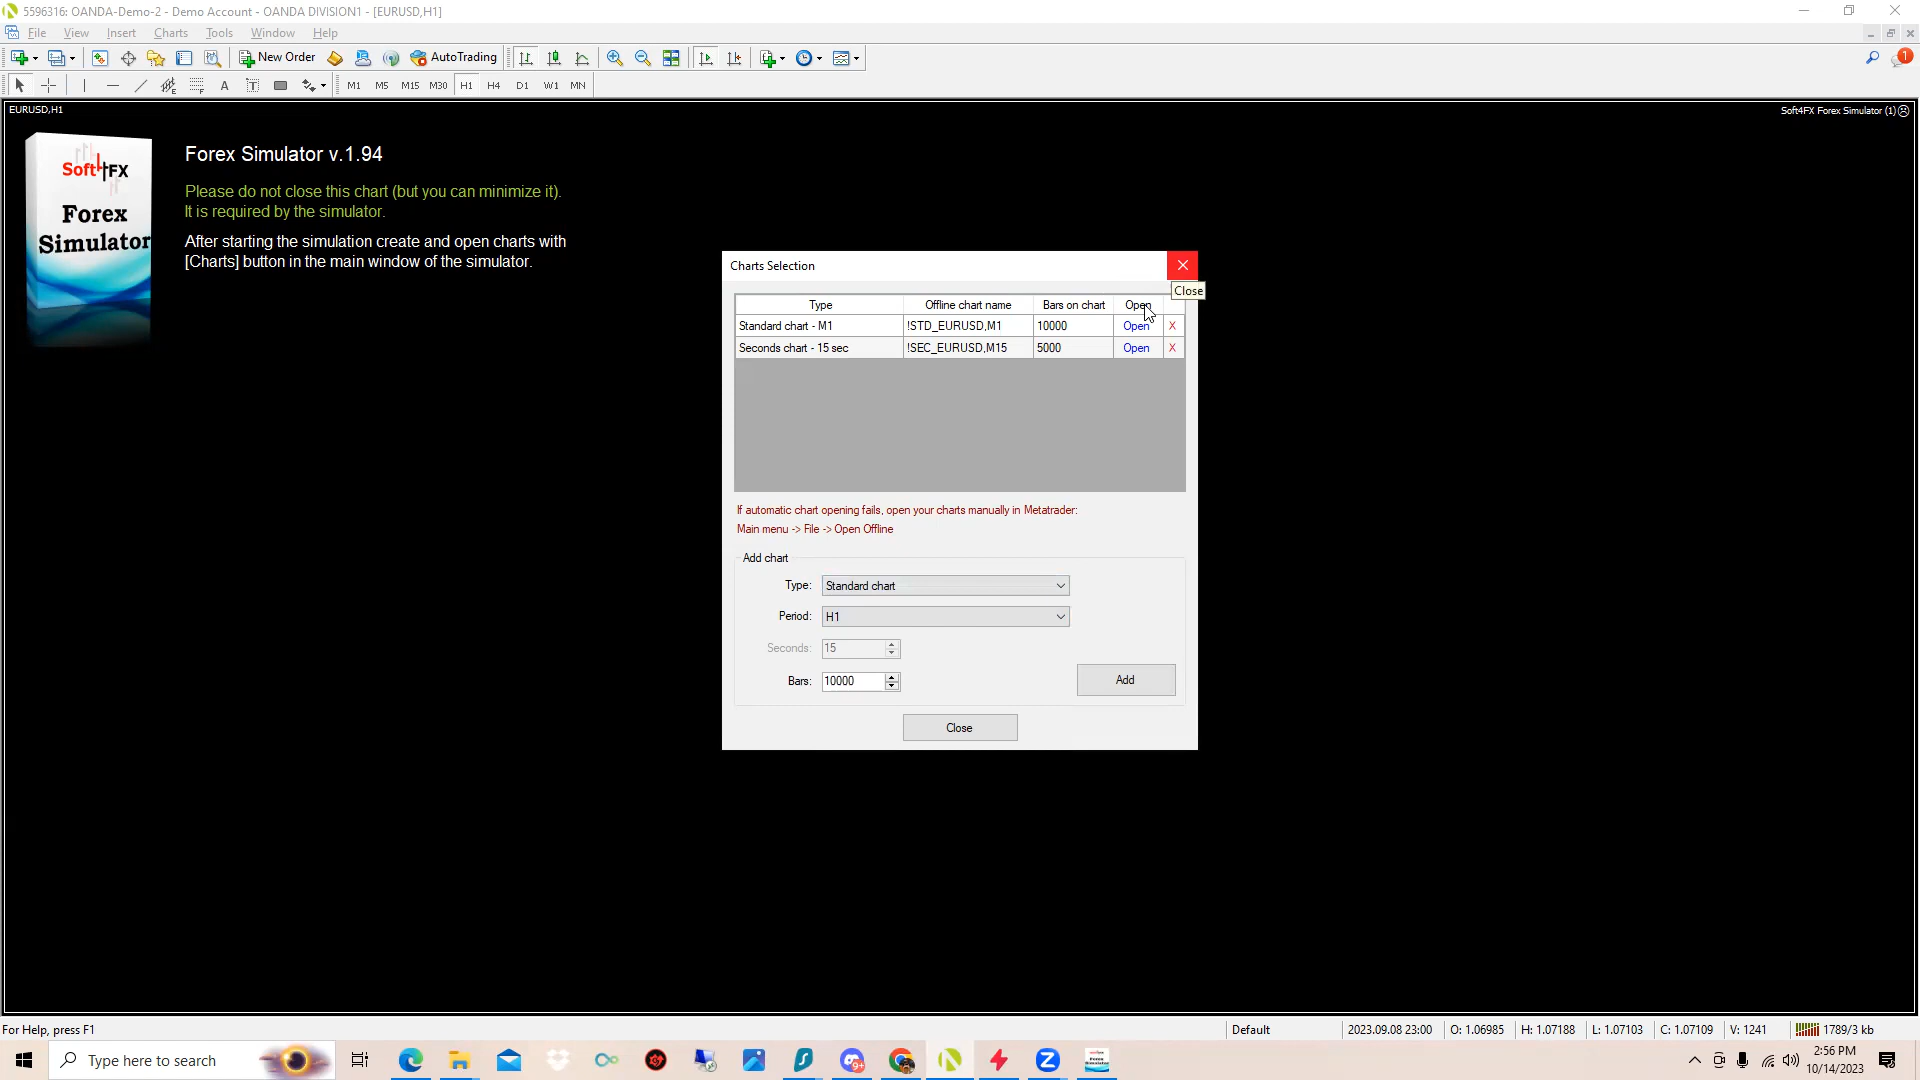 5596316: OANDA-Demo-2 - Demo Account - OANDA DIVISION1 - [EURUSD,H1]
File View Insert Charts Tools Window Help
New Order AutoTrading
A T M1 M5 M15 M30 H1 H4 D1 W1 MN
EURUSD,H1
Soft4FX Forex Simulator (1)
Soft4FX
Forex
Simulator
Forex Simulator v.1.94
Please do not close this chart (but you can minimize it).
It is required by the simulator.
After starting the simulation create and open charts with
[Charts] button in the main window of the simulator.
Charts Selection
Close
Type Offline chart name Bars on chart Open
Standard chart - M1 !STD_EURUSD,M1 10000 Open X
Seconds chart - 15 sec !SEC_EURUSD,M15 5000 Open X
If automatic chart opening fails, open your charts manually in Metatrader:
Main menu -> File -> Open Offline
Add chart
Type: Standard chart
Period: H1
Seconds: 15
Bars: 10000
Add
Close
For Help, press F1
Default 2023.09.08 23:00 O: 1.06985 H: 1.07188 L: 1.07103 C: 1.07109 V: 1241 1789/3 kb
Type here to search
2:56 PM
10/14/2023